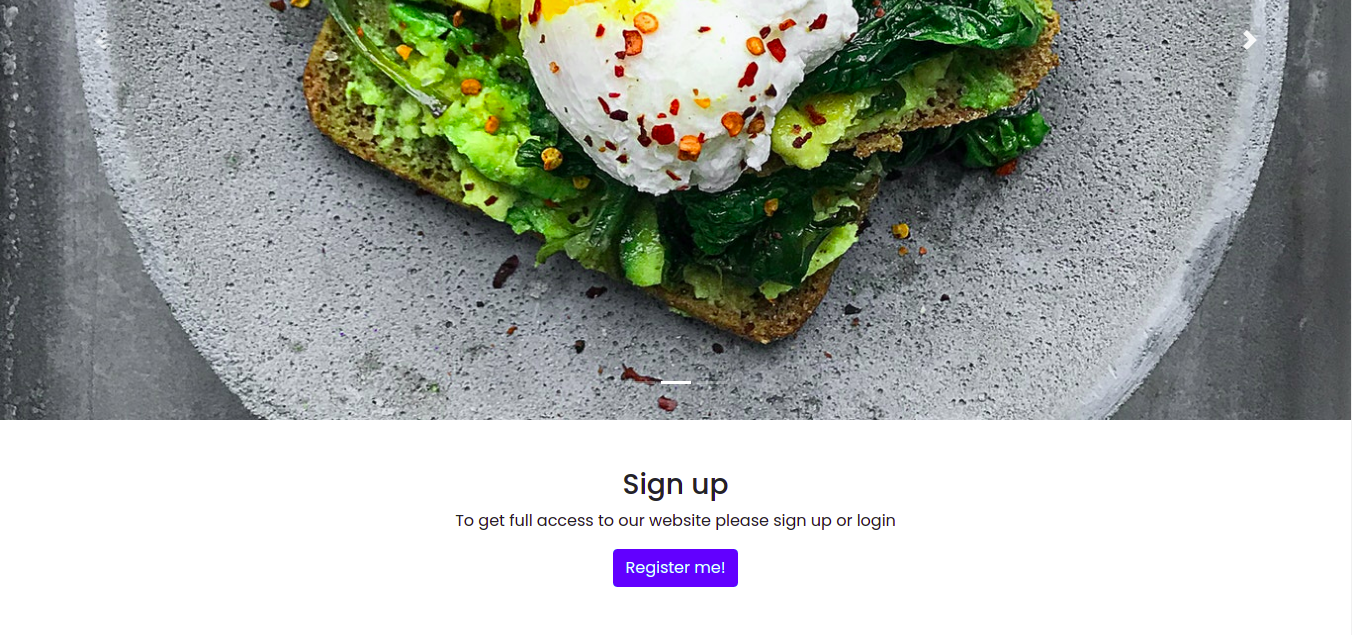 Sign up
To get full access to our website please sign up or login
Register me!